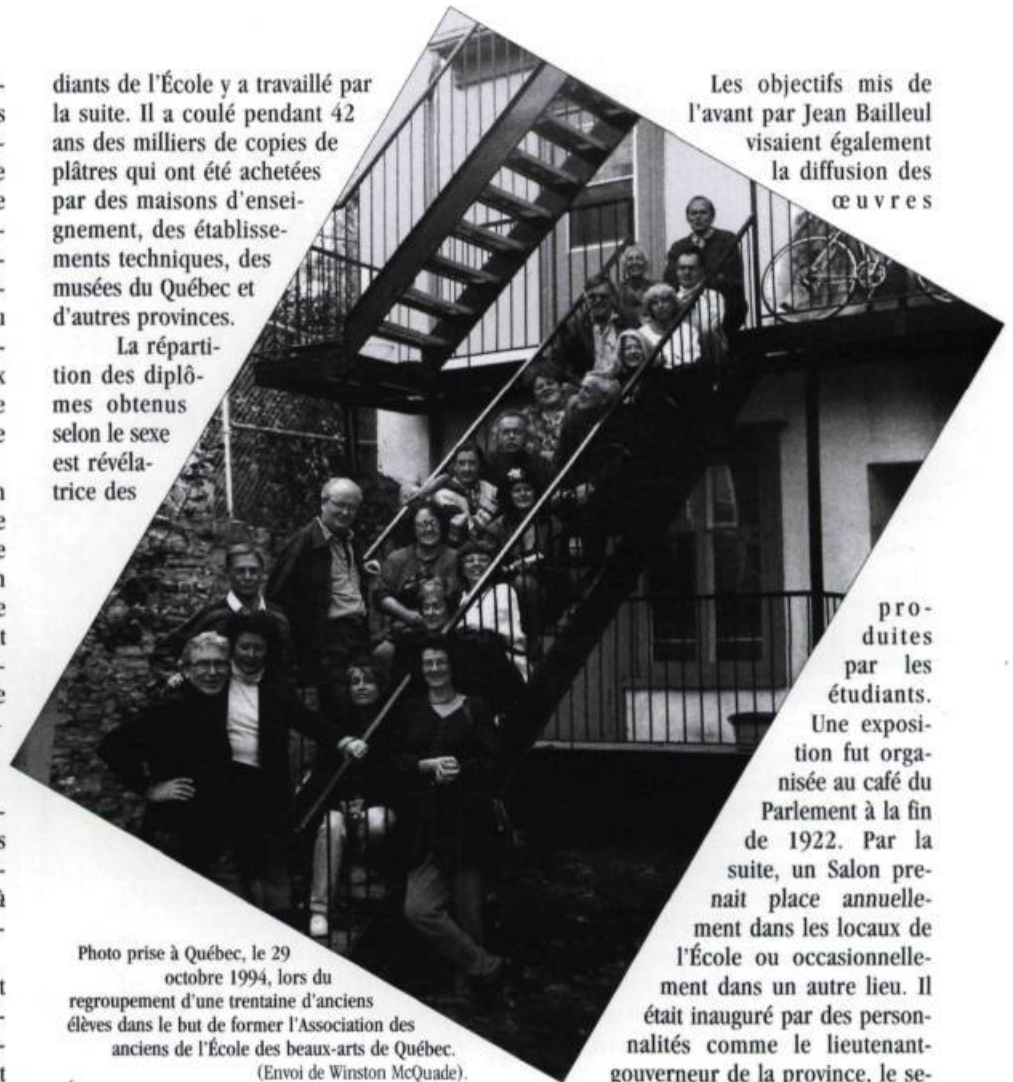 diants de l'École y a travaillé par
la suite. Il a coulé pendant 42
ans des milliers de copies de
plâtres qui ont été achetées
par des maisons d'ensei-
gnement, des établisse-
ments techniques, des
musées du Québec et
d'autres provinces.
La réparti-
tion des diplô-
mes obtenus
selon le sexe
est révéla-
trice des
Photo prise à Québec, le 29
octobre 1994, lors du
regroupement d'une trentaine d'anciens
élèves dans le but de former l'Association des
anciens de l'École des beaux-arts de Québec.
(Envoi de Winston McQuade).
Les objectifs mis de
l'avant par Jean Bailleul
visaient également
la diffusion des
œuvres
pro-
duites
par les
étudiants.
Une exposi-
tion fut orga-
nisée au café du
Parlement à la fin
de 1922. Par la
suite, un Salon pre-
nait place annuelle-
ment dans les locaux de
l'École ou occasionnelle-
ment dans un autre lieu. Il
était inauguré par des person-
nalités comme le lieutenant-
gouverneur de la province, le se-